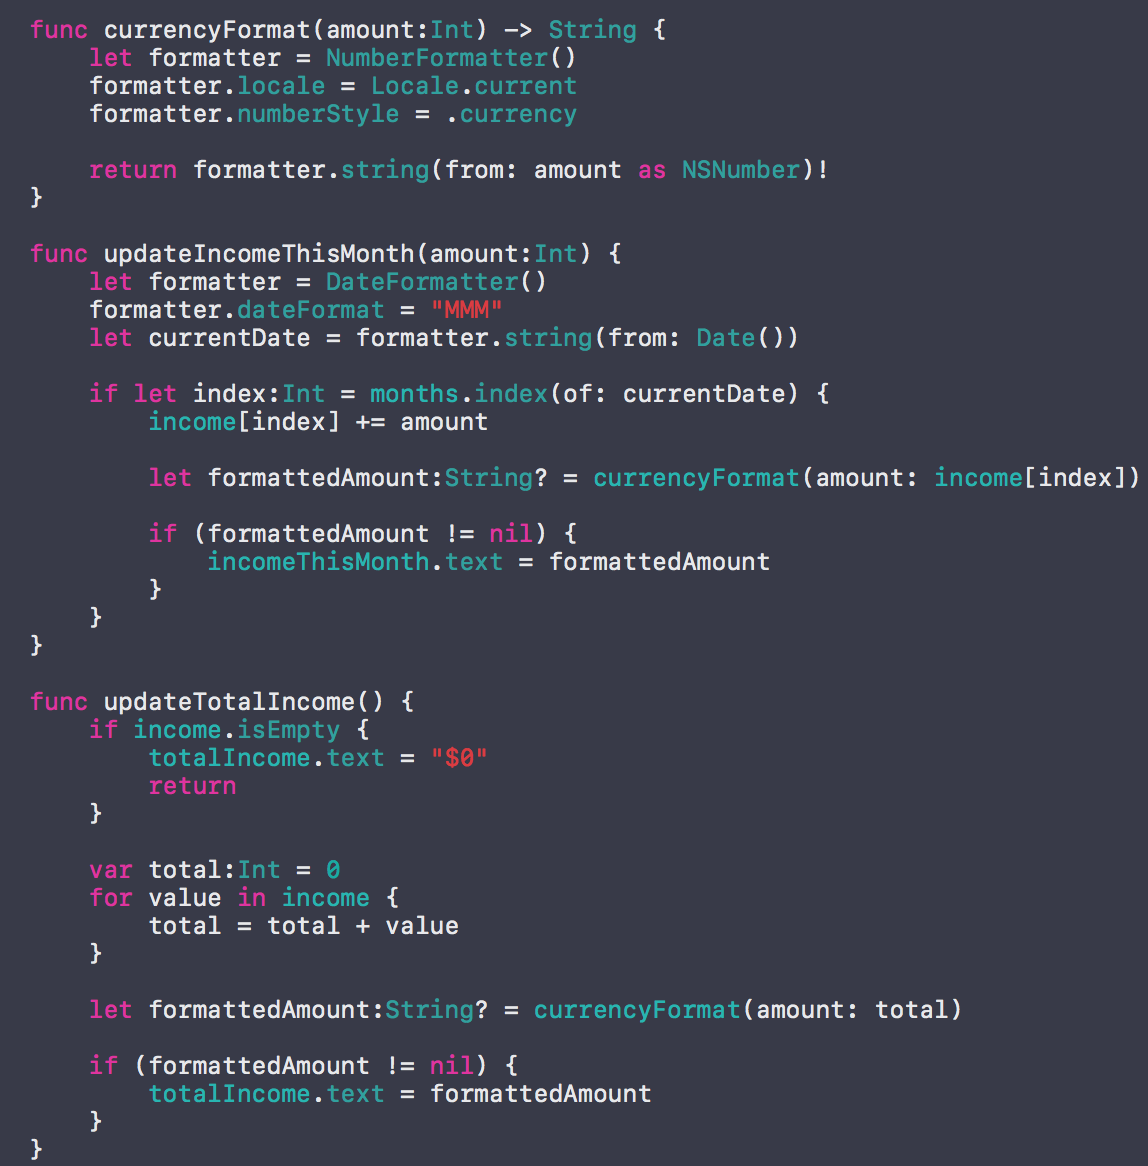 func currencyFormat(amount:Int) -> String {
    let formatter = NumberFormatter()
    formatter.locale = Locale.current
    formatter.numberStyle = .currency

    return formatter.string(from: amount as NSNumber)!
}

func updateIncomeThisMonth(amount:Int) {
    let formatter = DateFormatter()
    formatter.dateFormat = "MMM"
    let currentDate = formatter.string(from: Date())

    if let index:Int = months.index(of: currentDate) {
        income[index] += amount

        let formattedAmount:String? = currencyFormat(amount: income[index])

        if (formattedAmount != nil) {
            incomeThisMonth.text = formattedAmount
        }
    }
}

func updateTotalIncome() {
    if income.isEmpty {
        totalIncome.text = "$0"
        return
    }

    var total:Int = 0
    for value in income {
        total = total + value
    }

    let formattedAmount:String? = currencyFormat(amount: total)

    if (formattedAmount != nil) {
        totalIncome.text = formattedAmount
    }
}